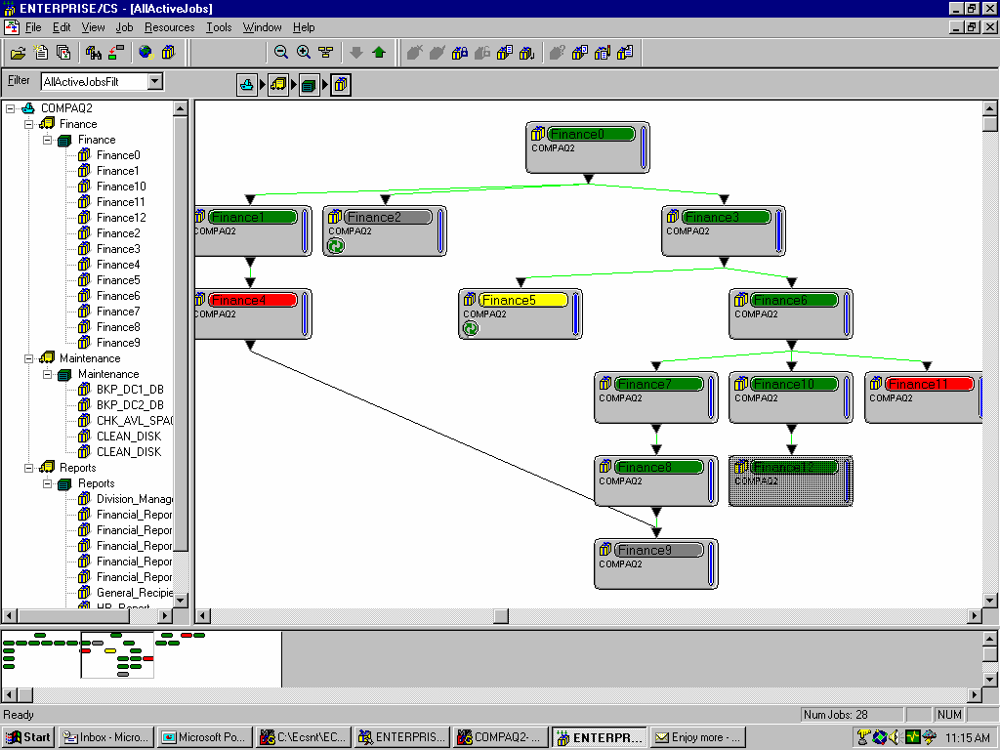 ENTERPRISE/CS - [AllActiveJobs]
File Edit View Job Resources Tools Window Help
Filter AllActiveJobsFilt
COMPAQ2
Finance
Finance
Finance0
Finance1
Finance10
Finance11
Finance12
Finance2
Finance3
Finance4
Finance5
Finance6
Finance7
Finance8
Finance9
Maintenance
Maintenance
BKP_DC1_DB
BKP_DC2_DB
CHK_AVL_SPA
CLEAN_DISK
CLEAN_DISK
Reports
Reports
Division_Manag
Financial_Repor
Financial_Repor
Financial_Repor
Financial_Repor
Financial_Repor
General_Recipie
HR_Report
Finance0
COMPAQ2
Finance1
COMPAQ2
Finance2
COMPAQ2
Finance3
COMPAQ2
Finance4
COMPAQ2
Finance5
COMPAQ2
Finance6
COMPAQ2
Finance7
COMPAQ2
Finance10
COMPAQ2
Finance11
COMPAQ2
Finance8
COMPAQ2
Finance12
COMPAQ2
Finance9
COMPAQ2
Ready
Num Jobs: 28
NUM
Start
Inbox - Micro...
Microsoft Po...
C:\Ecsnt\EC...
ENTERPRIS...
COMPAQ2-...
ENTERPR...
Enjoy more - ...
11:15 AM